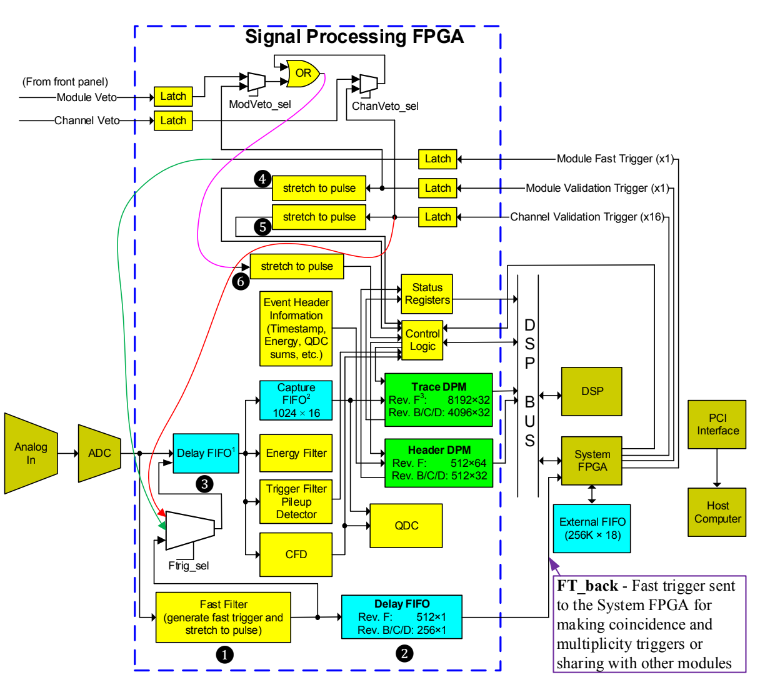 Signal Processing FPGA
(From front panel)
Module Veto
Channel Veto
Latch
Latch
OR
ModVeto_sel
ChanVeto_sel
Latch
Module Fast Trigger (x1)
4
stretch to pulse
Latch
Module Validation Trigger (x1)
5
stretch to pulse
Latch
Channel Validation Trigger (x16)
6
stretch to pulse
Event Header
Information
(Timestamp,
Energy, QDC
sums, etc.)
Status
Registers
Control
Logic
DSP BUS
Capture
FIFO²
1024 × 16
Trace DPM
Rev. F³: 8192×32
Rev. B/C/D: 4096×32
DSP
Analog
In
ADC
Delay FIFO¹
3
Energy Filter
Header DPM
Rev. F: 512×64
Rev. B/C/D: 512×32
System
FPGA
PCI
Interface
Trigger Filter
Pileup
Detector
QDC
External FIFO
(256K × 18)
Host
Computer
CFD
Ftrig_sel
Fast Filter
(generate fast trigger and
stretch to pulse)
1
Delay FIFO
Rev. F: 512×1
Rev. B/C/D: 256×1
2
FT_back - Fast trigger sent
to the System FPGA for
making coincidence and
multiplicity triggers or
sharing with other modules